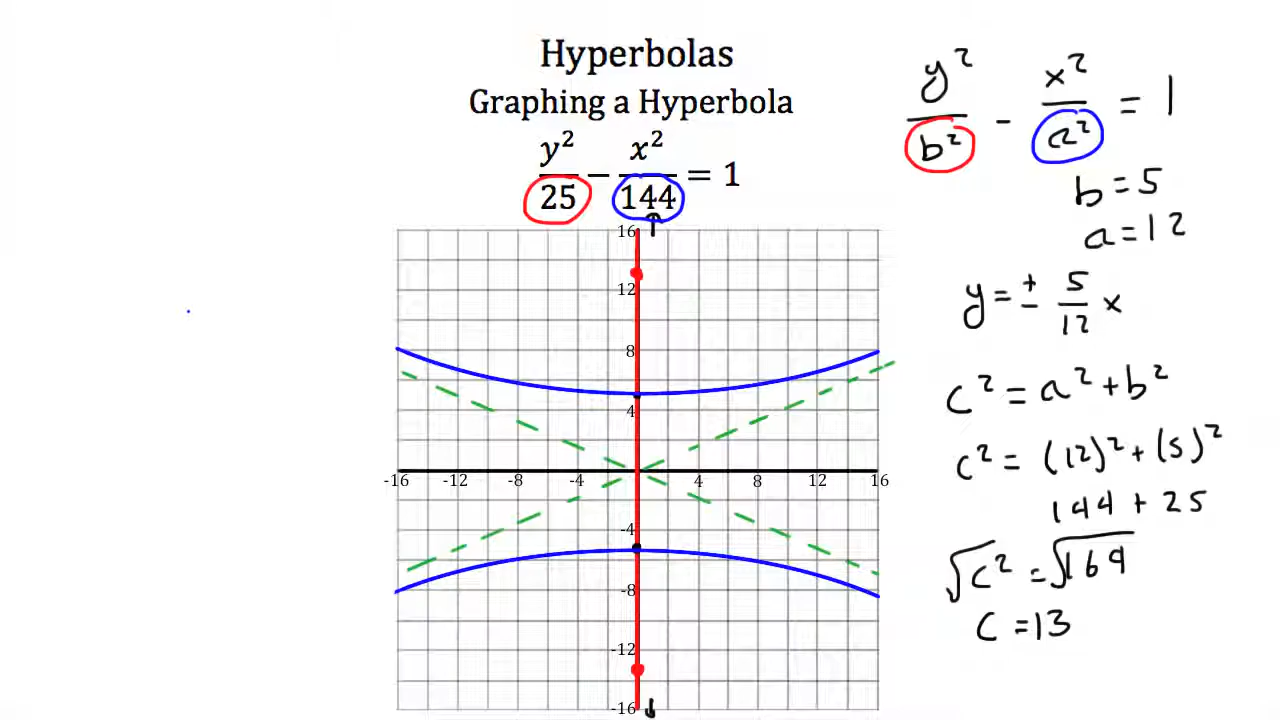 Hyperbolas
Graphing a Hyperbola
y²/25 − x²/144 = 1
16
12
8
4
-16 -12 -8 -4 4 8 12 16
-4
-8
-12
-16
y²/b² − x²/a² = 1
b = 5
a = 12
y = ± 5/12 x
c² = a² + b²
c² = (12)² + (5)²
144 + 25
√c² = √169
c = 13